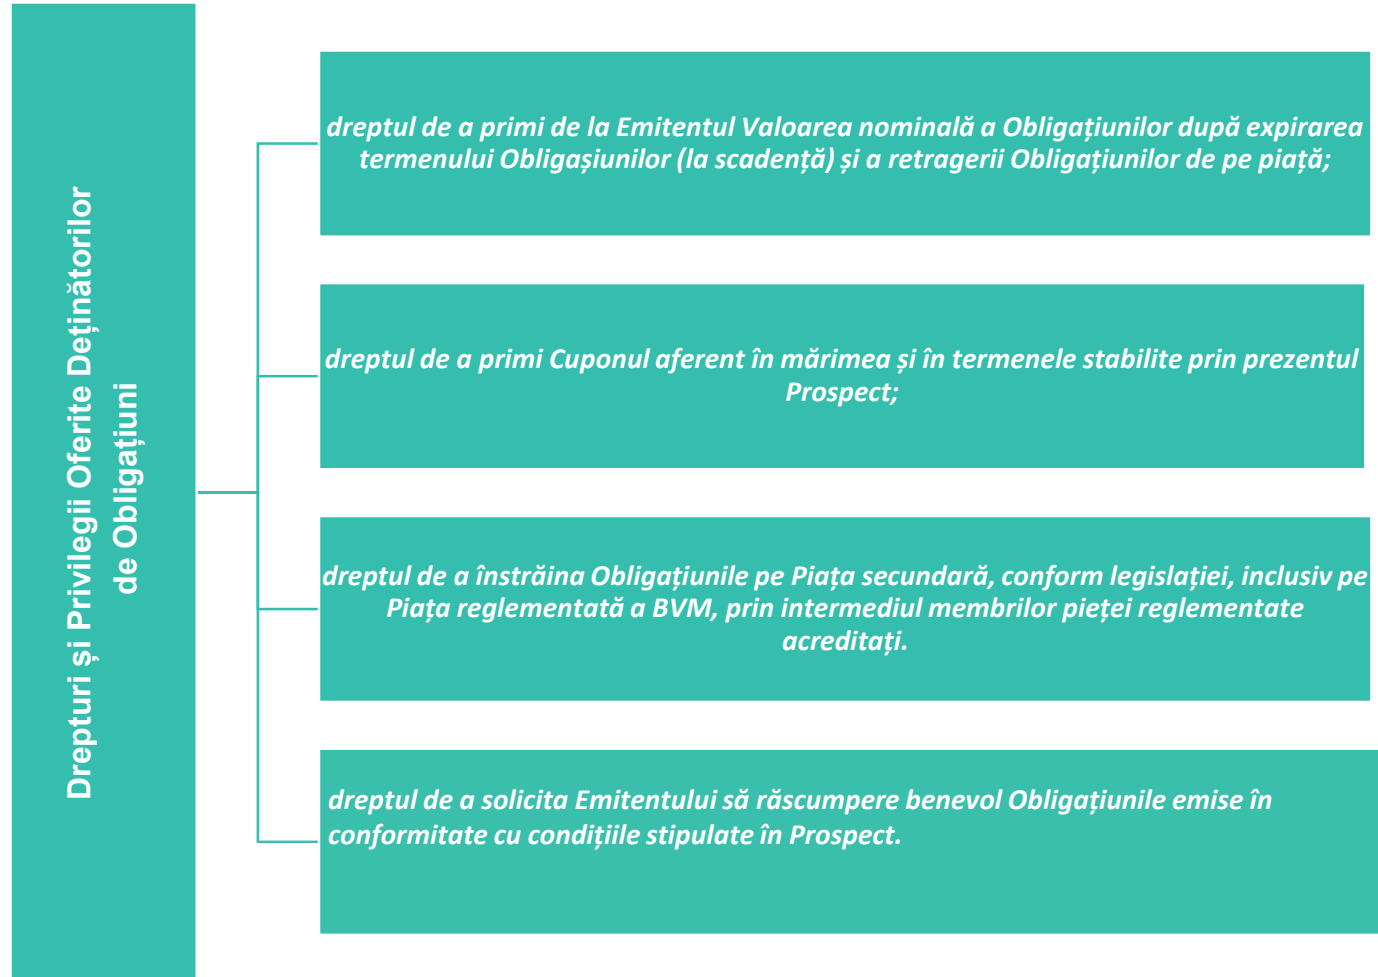 Drepturi și Privilegii Oferite Deținătorilor
de Obligațiuni
dreptul de a primi de la Emitentul Valoarea nominală a Obligațiunilor după expirarea
termenului Obligașiunilor (la scadență) și a retragerii Obligațiunilor de pe piață;
dreptul de a primi Cuponul aferent în mărimea și în termenele stabilite prin prezentul
Prospect;
dreptul de a înstrăina Obligațiunile pe Piața secundară, conform legislației, inclusiv pe
Piața reglementată a BVM, prin intermediul membrilor pieței reglementate
acreditați.
dreptul de a solicita Emitentului să răscumpere benevol Obligațiunile emise în
conformitate cu condițiile stipulate în Prospect.